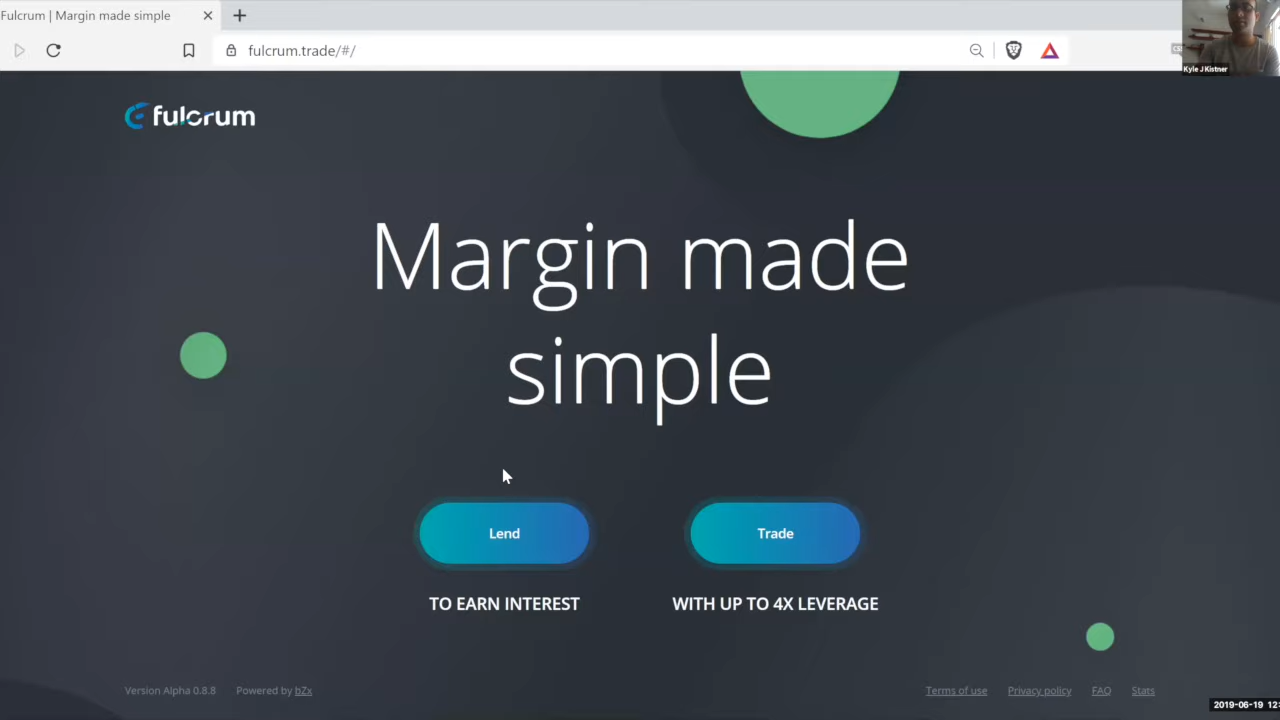 Fulcrum | Margin made simple
fulcrum.trade/#/
Kyle J Kistner
fulcrum
Margin made
simple
Lend
Trade
TO EARN INTEREST
WITH UP TO 4X LEVERAGE
Version Alpha 0.8.8
Powered by bZx
Terms of use
Privacy policy
FAQ
Stats
2019-06-19 12: